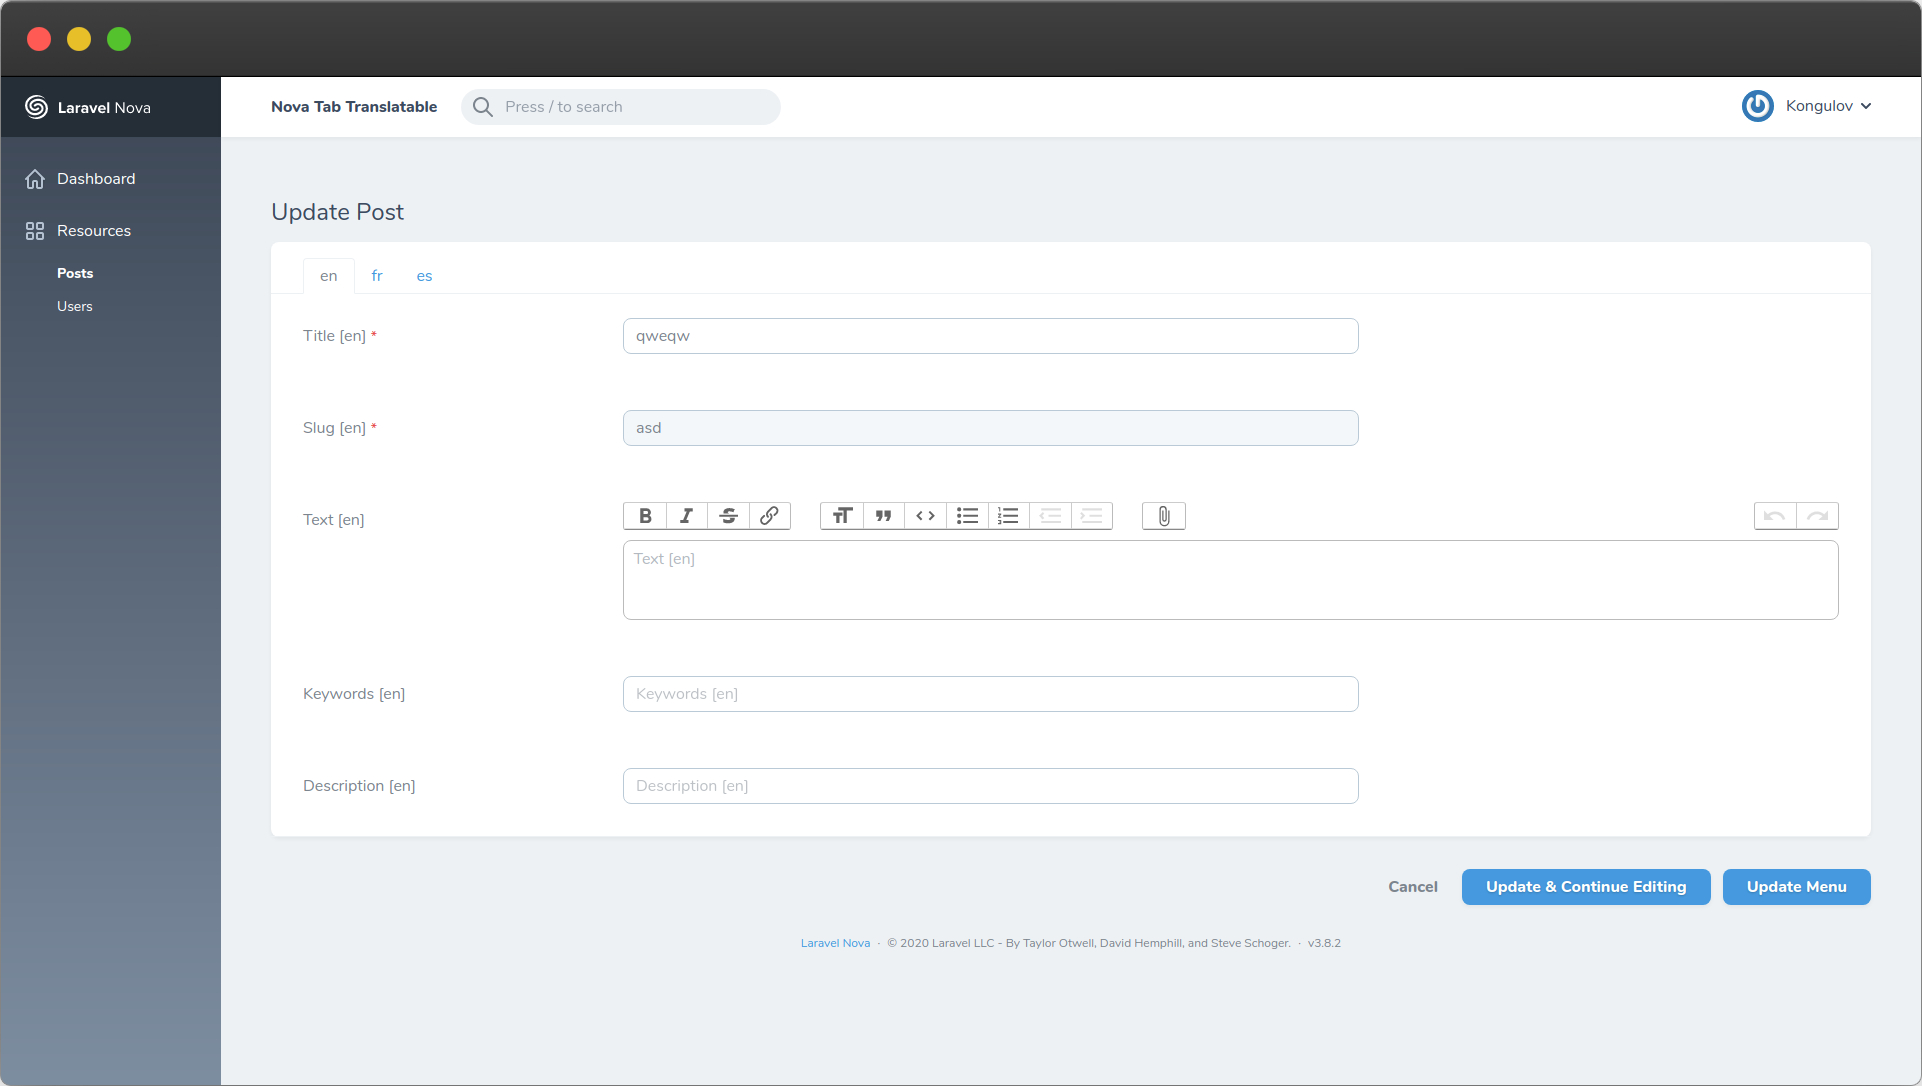 Laravel Nova
Nova Tab Translatable
Press / to search
Kongulov
Dashboard
Resources
Posts
Users
Update Post
en fr es
Title [en] *
qweqw
Slug [en] *
asd
Text [en]
Text [en]
Keywords [en]
Keywords [en]
Description [en]
Description [en]
Cancel
Update & Continue Editing
Update Menu
Laravel Nova · © 2020 Laravel LLC - By Taylor Otwell, David Hemphill, and Steve Schoger. · v3.8.2